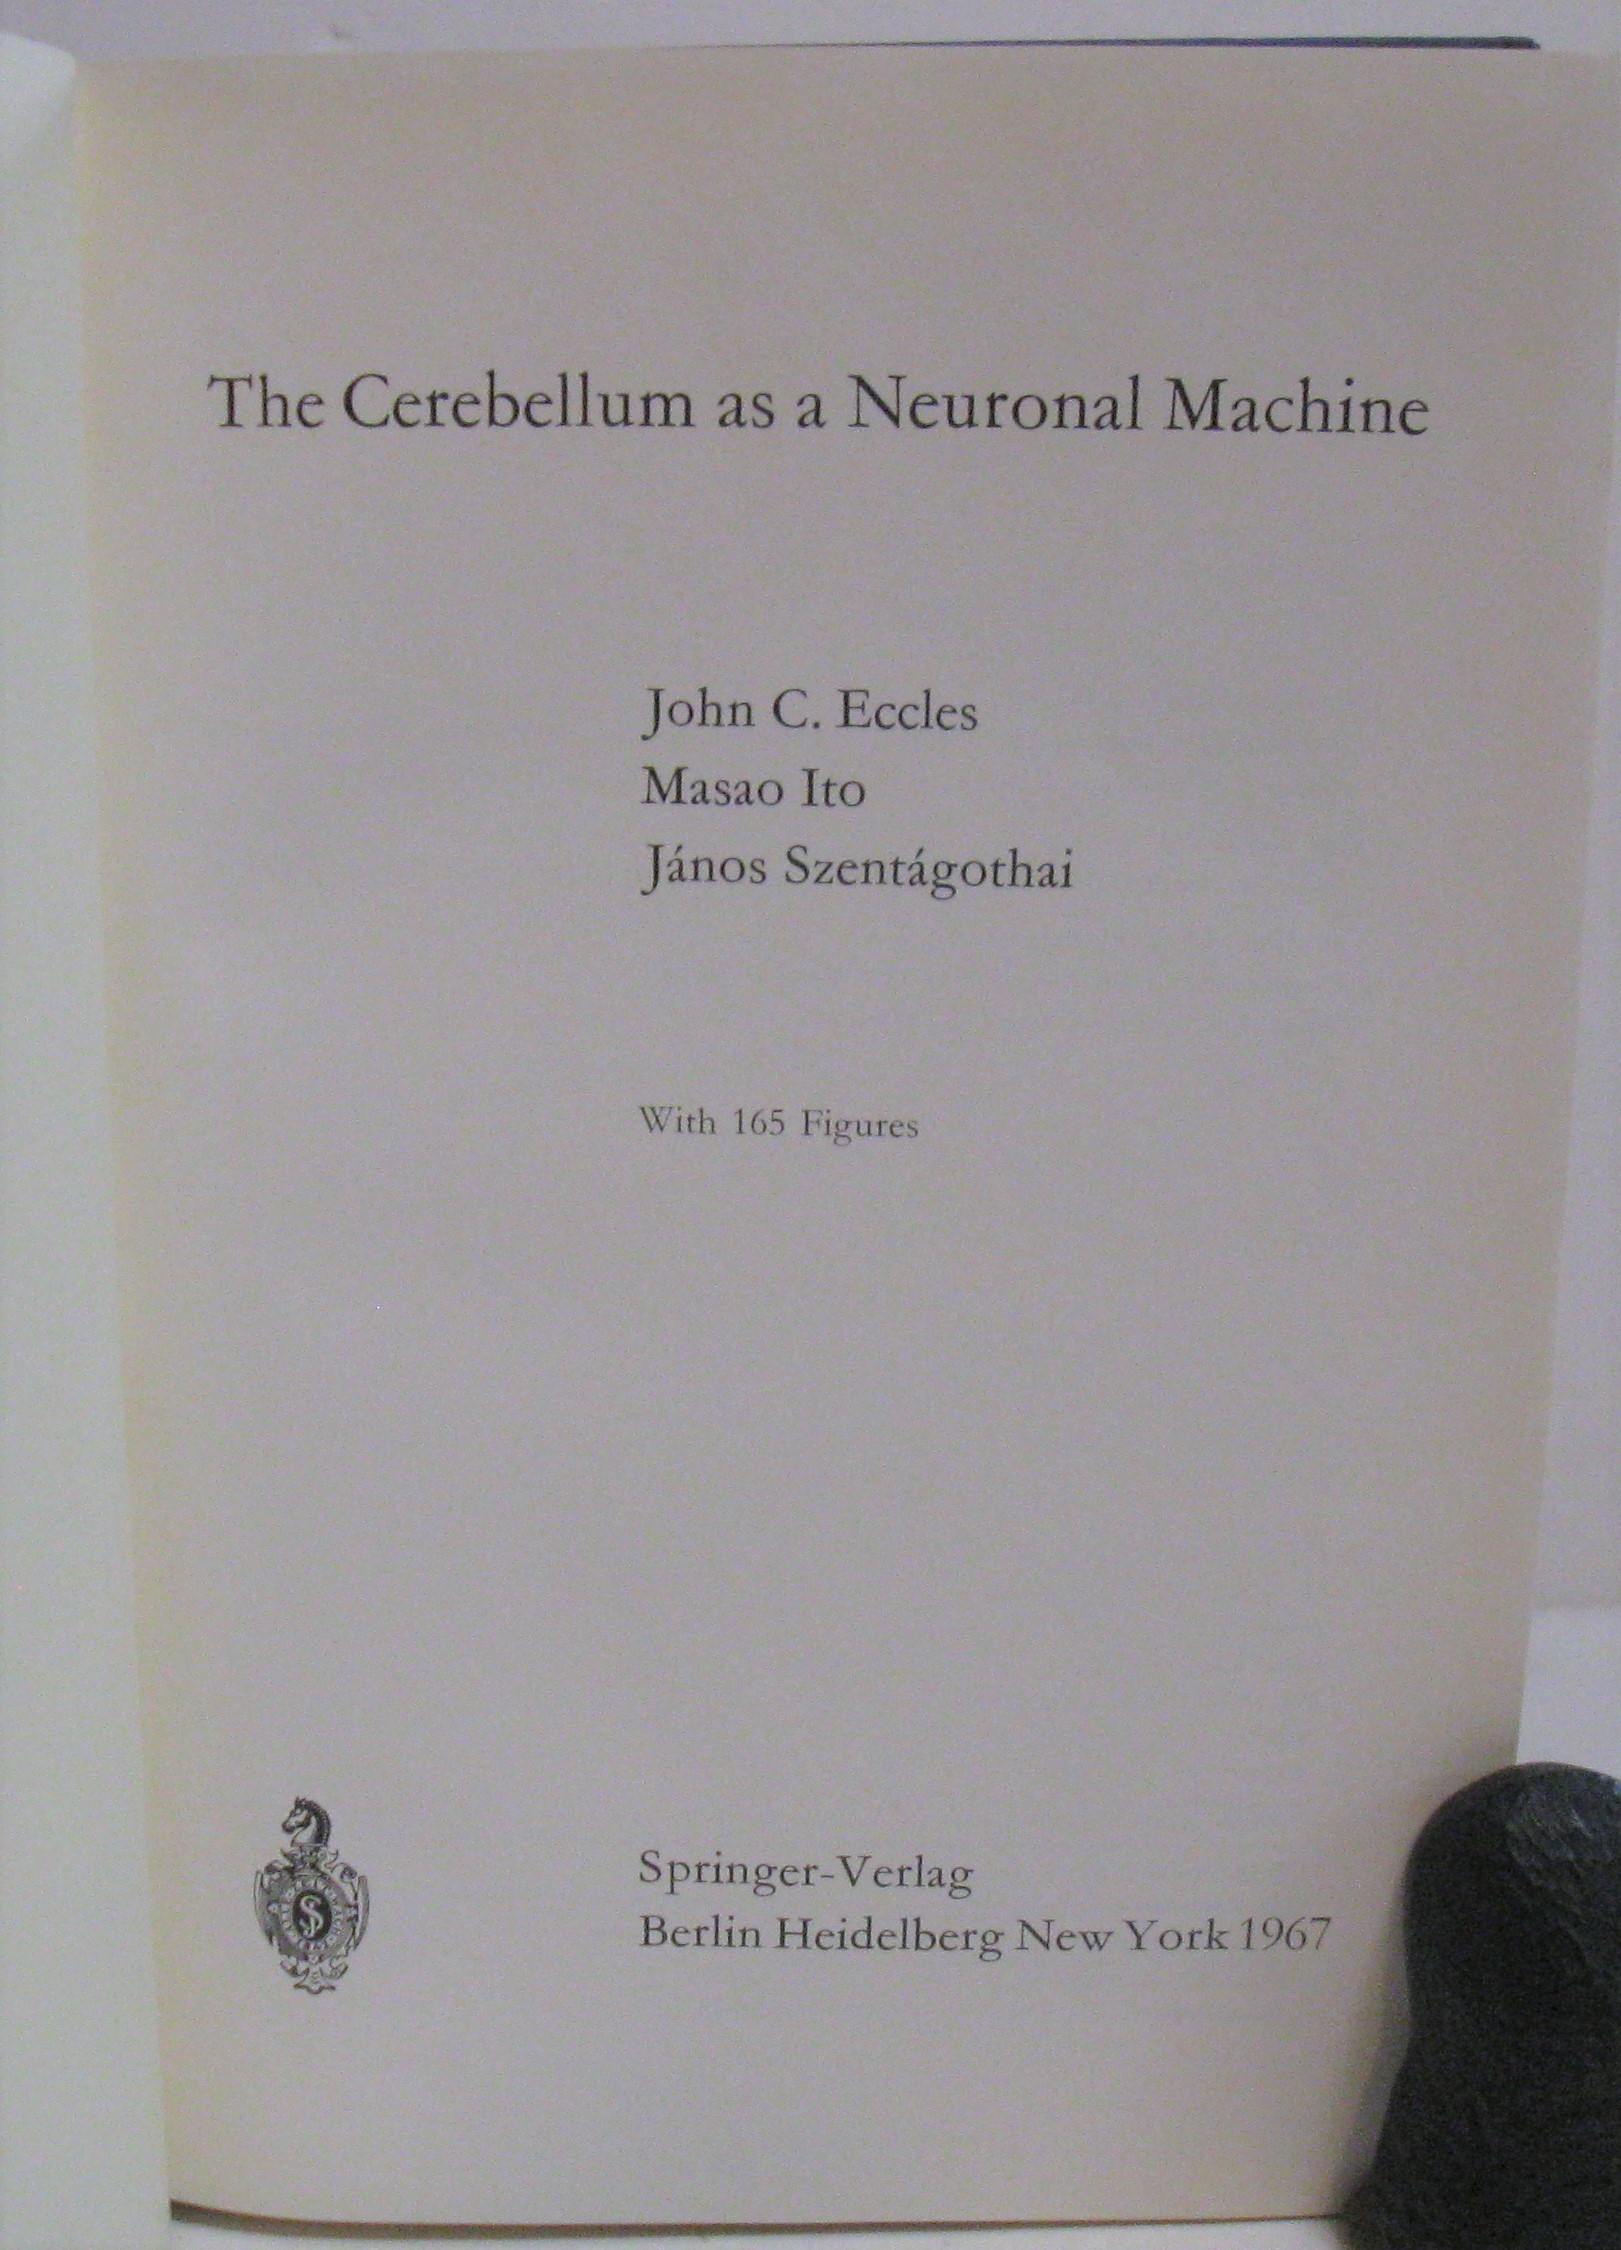 The Cerebellum as a Neuronal Machine
John C. Eccles
Masao Ito
János Szentágothai
With 165 Figures
Springer-Verlag
Berlin Heidelberg New York 1967